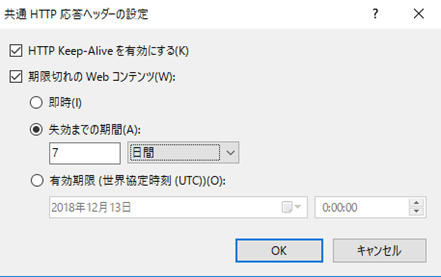 共通 HTTP 応答ヘッダーの設定
? ×
HTTP Keep-Alive を有効にする(K)
期限切れの Web コンテンツ(W):
即時(I)
失効までの期間(A):
7 日間
有効期限 (世界協定時刻 (UTC))(O):
2018年12月13日 0:00:00
OK キャンセル